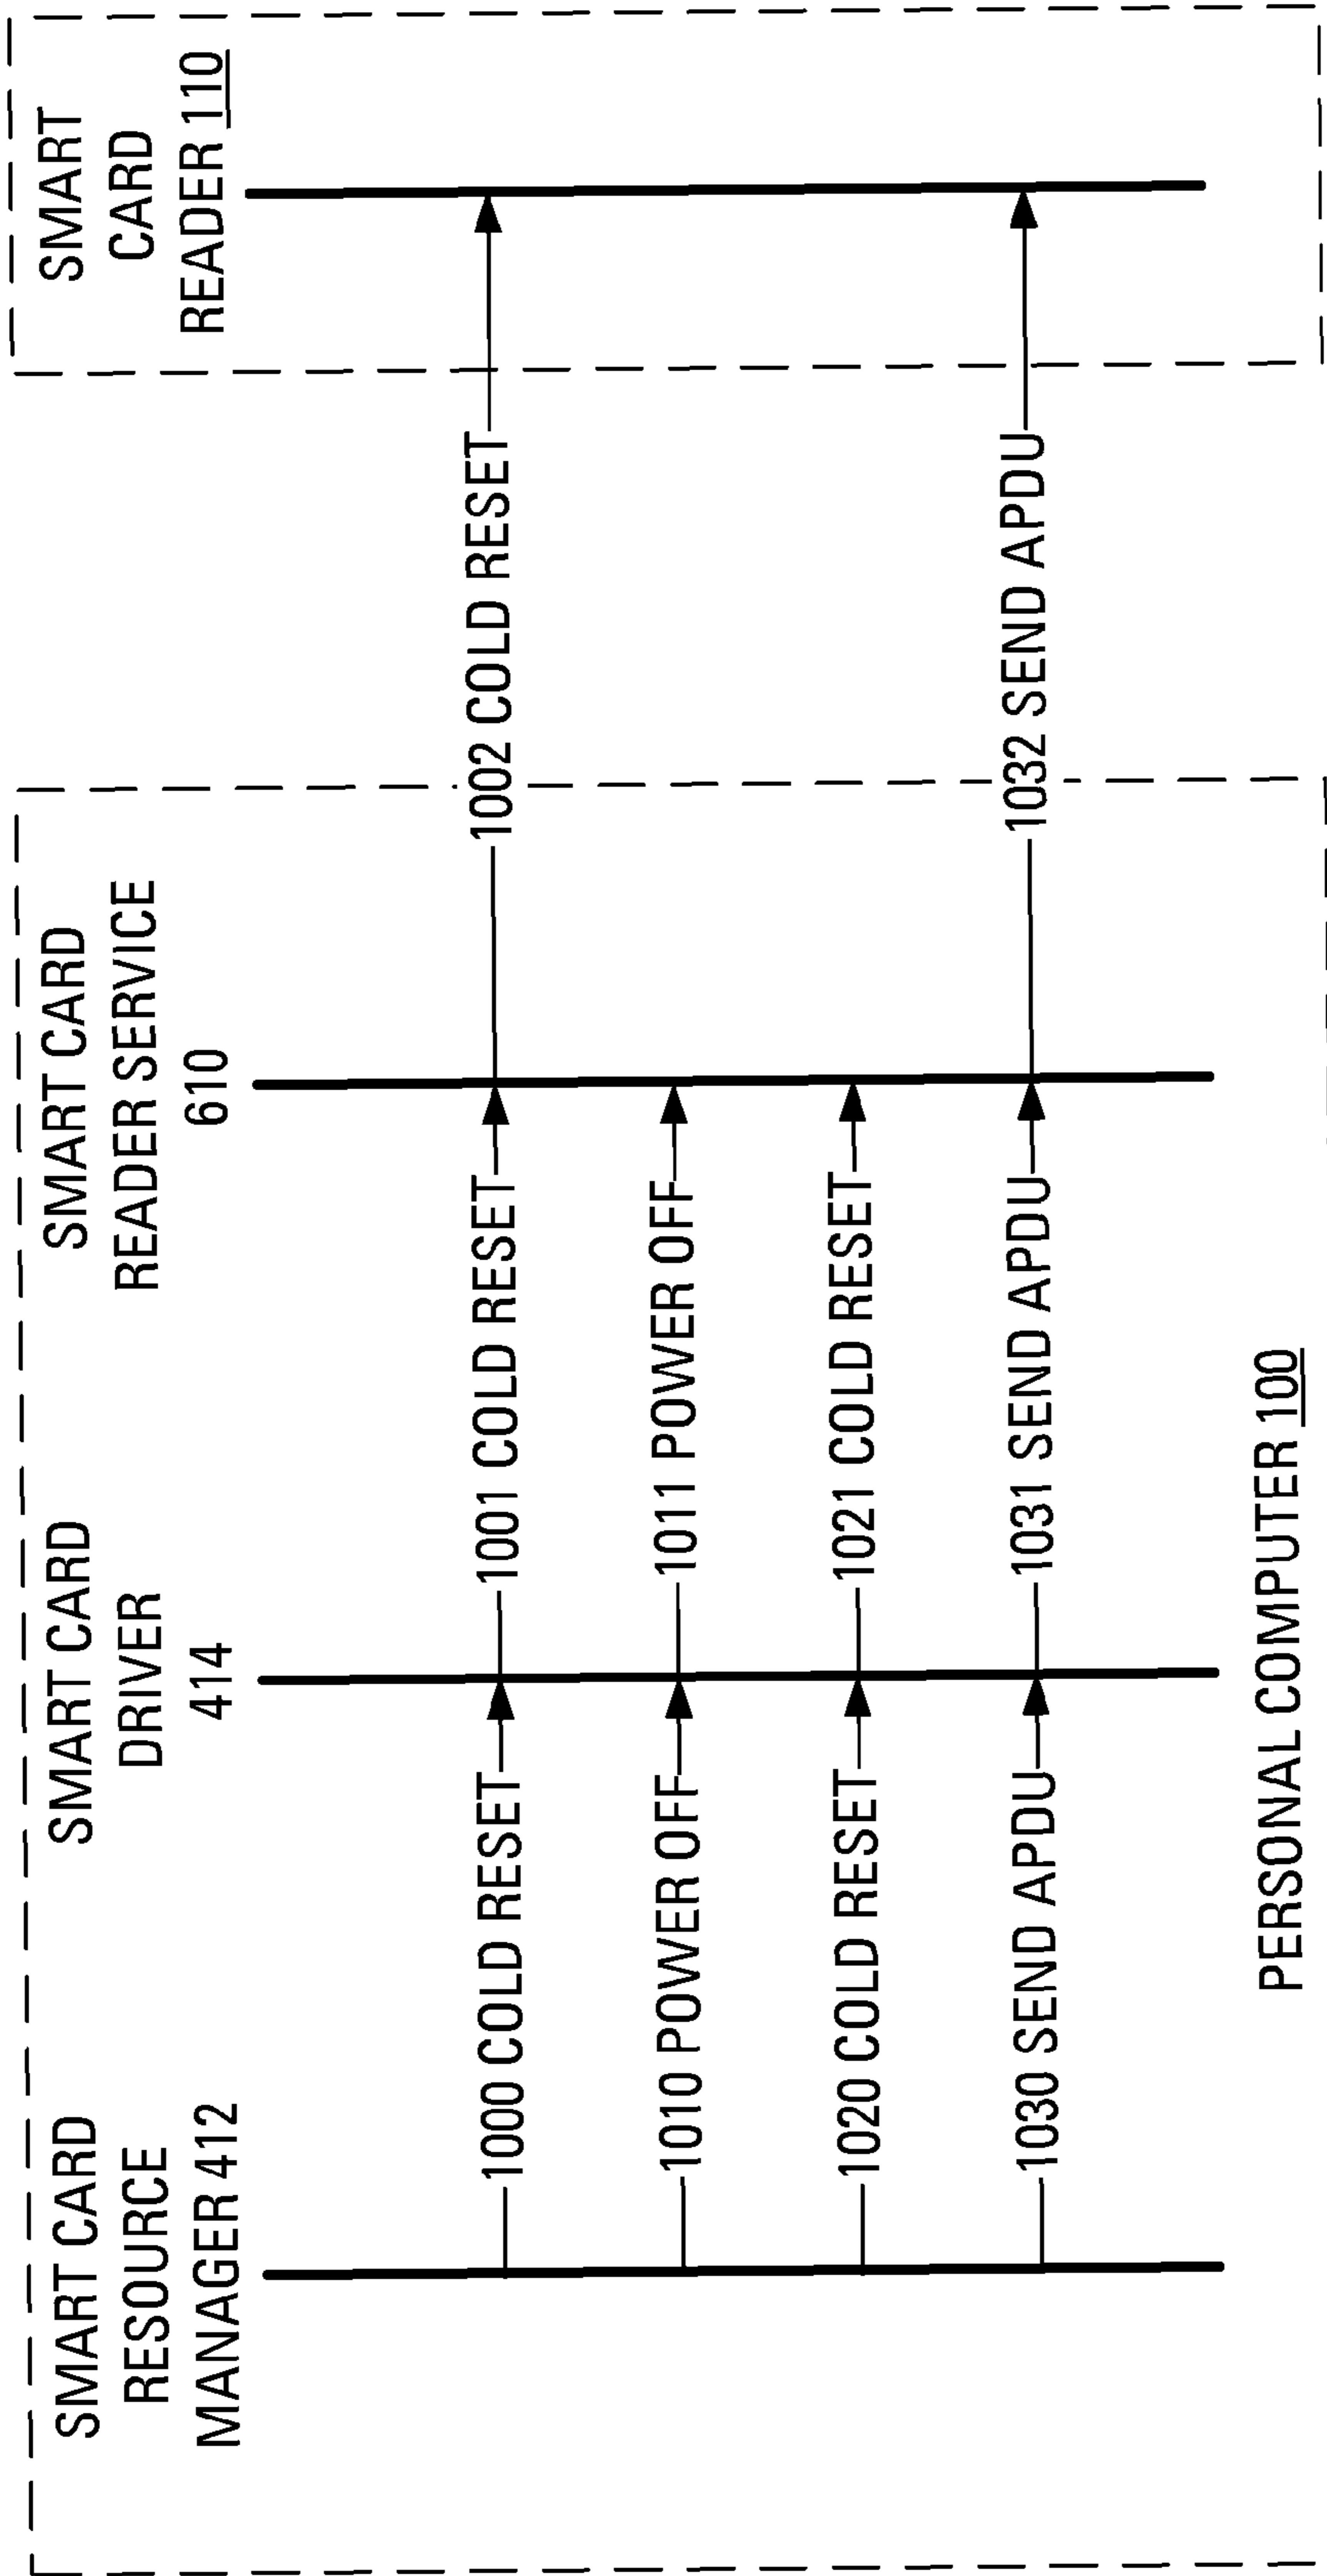 SMART CARD
RESOURCE
MANAGER 412
SMART CARD
DRIVER
414
SMART CARD
READER SERVICE
610
SMART
CARD
READER 110
1000 COLD RESET
1001 COLD RESET
1002 COLD RESET
1010 POWER OFF
1011 POWER OFF
1020 COLD RESET
1021 COLD RESET
1030 SEND APDU
1031 SEND APDU
1032 SEND APDU
PERSONAL COMPUTER 100